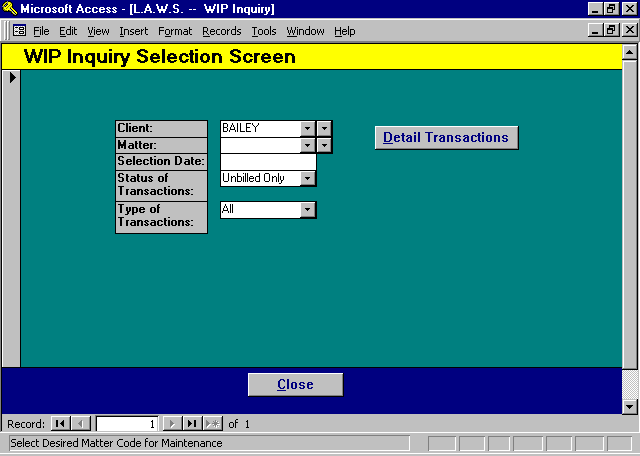 Microsoft Access - [L.A.W.S. -- WIP Inquiry]
File Edit View Insert Format Records Tools Window Help
WIP Inquiry Selection Screen
Client: BAILEY
Detail Transactions
Matter:
Selection Date:
Status of Transactions: Unbilled Only
Type of Transactions: All
Close
Record: 1 of 1
Select Desired Matter Code for Maintenance